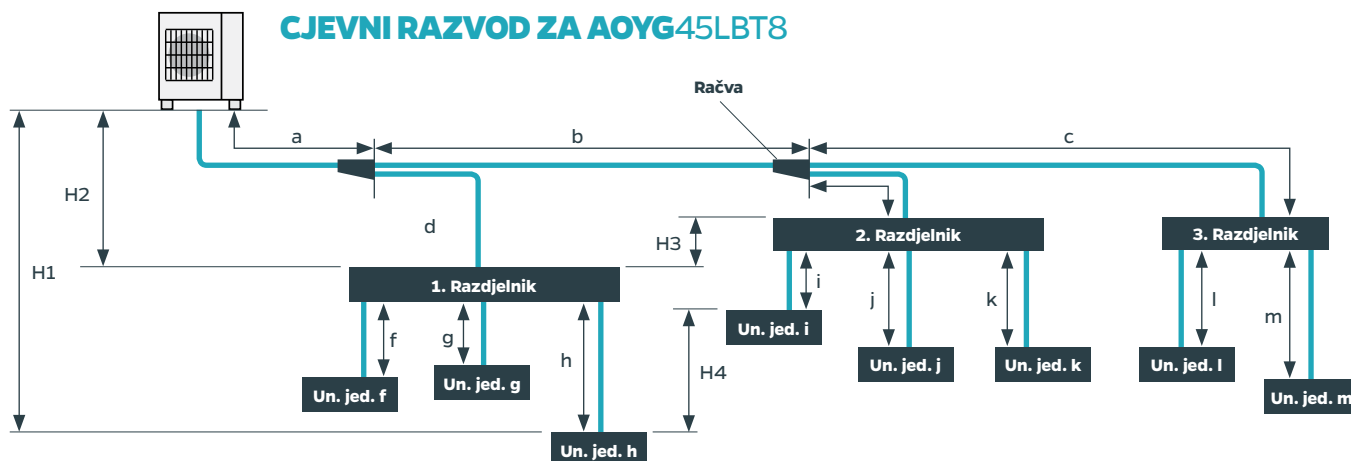 CJEVNI RAZVOD ZA AOYG45LBT8
Račva
a
b
c
H2
d
H3
H1
2. Razdjelnik
3. Razdjelnik
1. Razdjelnik
i
j
k
l
m
f
g
h
H4
Un. jed. i
Un. jed. f
Un. jed. g
Un. jed. j
Un. jed. k
Un. jed. l
Un. jed. m
Un. jed. h